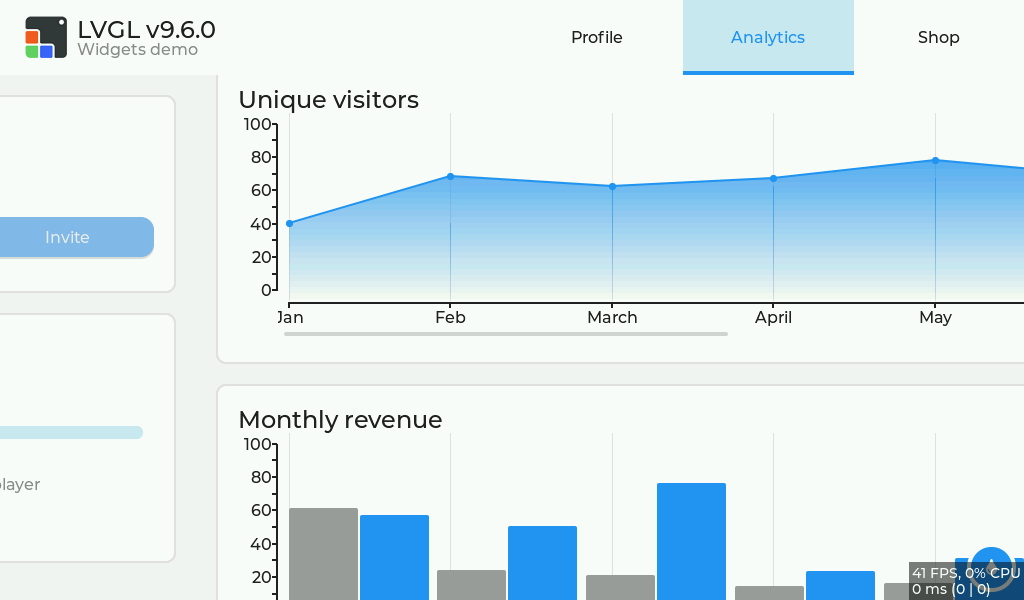 LVGL v9.6.0
Widgets demo
Profile
Analytics
Shop
Invite
Unique visitors
100
80
60
40
20
0
Jan
Feb
March
April
May
Monthly revenue
100
80
60
40
20
41 FPS, 0% CPU
0 ms (0 | 0)